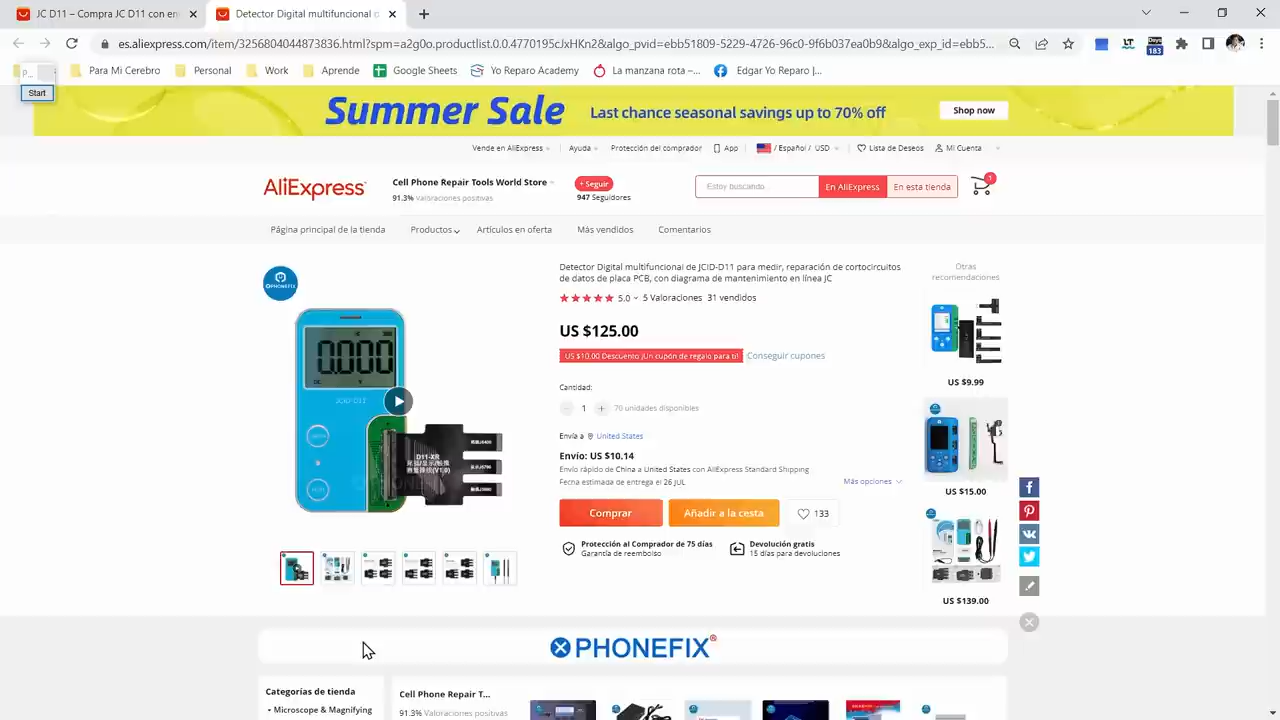 JC D11 – Compra JC D11 con en
Detector Digital multifuncional d
es.aliexpress.com/item/3256804044873836.html?spm=a2g0o.productlist.0.0.4770195cJxHKn2&algo_pvid=ebb51809-5229-4726-96c0-9f6b037ea0b9&algo_exp_id=ebb5...
Days
183
P...
Para Mi Cerebro
Personal
Work
Aprende
Google Sheets
Yo Reparo Academy
La manzana rota –...
Edgar Yo Reparo |...
Start
Summer Sale
Last chance seasonal savings up to 70% off
Shop now
Vende en AliExpress
Ayuda
Protección del comprador
App
/ Español / USD
Lista de Deseos
Mi Cuenta
AliExpress
Cell Phone Repair Tools World Store
91.3% Valoraciones positivas
+ Seguir
947 Seguidores
Estoy buscando...
En AliExpress
En esta tienda
1
Página principal de la tienda
Productos
Artículos en oferta
Más vendidos
Comentarios
PHONEFIX
0.000
JCID D11
D11-XR
Detector Digital multifuncional de JCID-D11 para medir, reparación de cortocircuitos
de datos de placa PCB, con diagrama de mantenimiento en línea JC
5.0
5 Valoraciones
31 vendidos
US $125.00
US $10.00 Descuento ¡Un cupón de regalo para ti!
Conseguir cupones
Cantidad:
1
70 unidades disponibles
Envía a
United States
Envío: US $10.14
Envío rápido de China a United States con AliExpress Standard Shipping
Fecha estimada de entrega el 26 JUL
Más opciones
Comprar
Añadir a la cesta
133
Protección al Comprador de 75 días
Garantía de reembolso
Devolución gratis
15 días para devoluciones
Otras
recomendaciones
US $9.99
US $15.00
US $139.00
PHONEFIX
Categorías de tienda
• Microscope & Magnifying
Cell Phone Repair T...
91.3% Valoraciones positivas